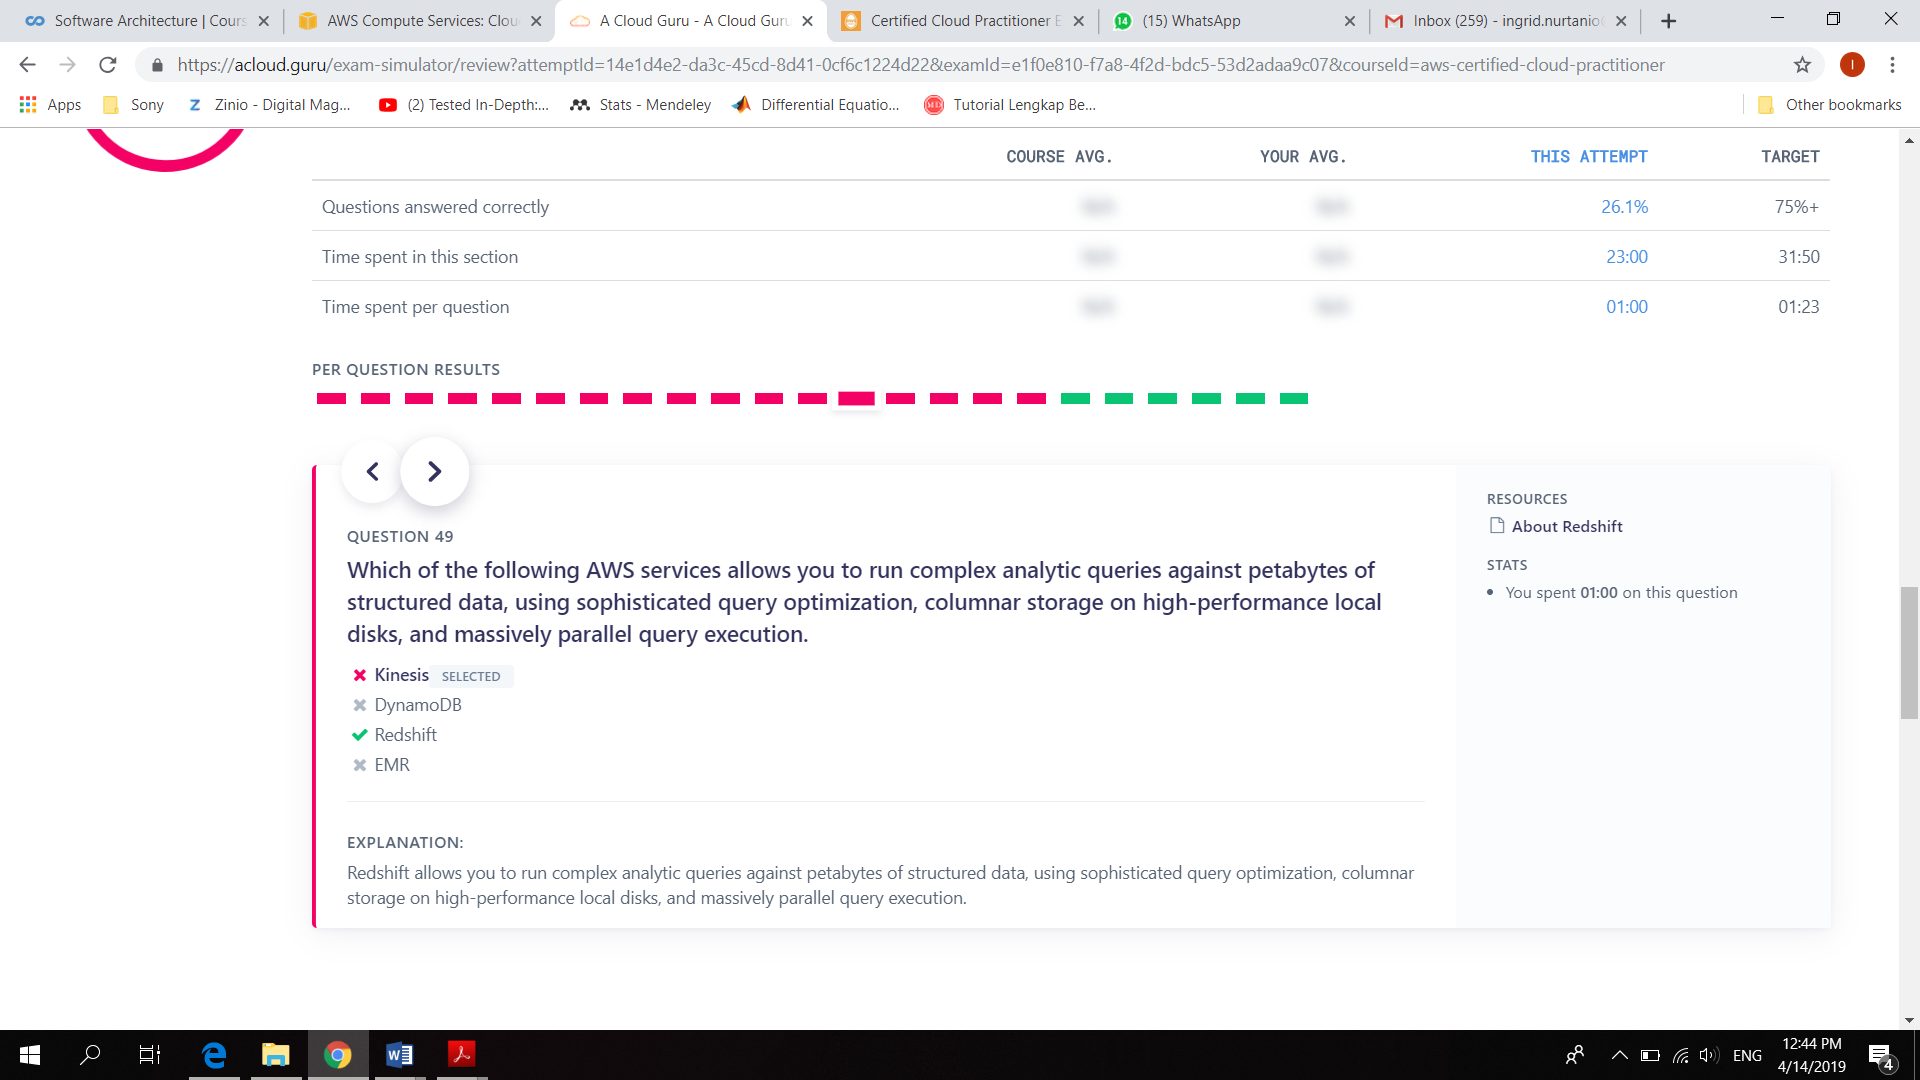 Software Architecture | Cours
AWS Compute Services: Clou
A Cloud Guru - A Cloud Guru
Certified Cloud Practitioner E
14
(15) WhatsApp
Inbox (259) - ingrid.nurtanio
https://acloud.guru/exam-simulator/review?attemptId=14e1d4e2-da3c-45cd-8d41-0cf6c1224d22&examId=e1f0e810-f7a8-4f2d-bdc5-53d2adaa9c07&courseId=aws-certified-cloud-practitioner
I
Apps
Sony
Z
Zinio - Digital Mag...
(2) Tested In-Depth:...
Stats - Mendeley
Differential Equatio...
Tutorial Lengkap Be...
Other bookmarks
COURSE AVG. YOUR AVG. THIS ATTEMPT TARGET
Questions answered correctly 26.1% 75%+
Time spent in this section 23:00 31:50
Time spent per question 01:00 01:23
PER QUESTION RESULTS
QUESTION 49
Which of the following AWS services allows you to run complex analytic queries against petabytes of
structured data, using sophisticated query optimization, columnar storage on high-performance local
disks, and massively parallel query execution.
Kinesis SELECTED
DynamoDB
Redshift
EMR
EXPLANATION:
Redshift allows you to run complex analytic queries against petabytes of structured data, using sophisticated query optimization, columnar
storage on high-performance local disks, and massively parallel query execution.
RESOURCES
About Redshift
STATS
You spent 01:00 on this question
ENG
12:44 PM
4/14/2019
4